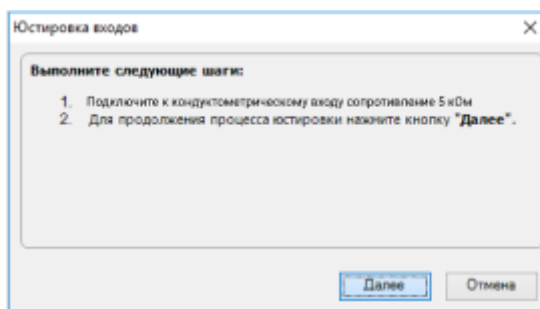 Юстировка входов
Выполните следующие шаги:
1. Подключите к кондуктометрическому входу сопротивление 5 кОм
2. Для продолжения процесса юстировки нажмите кнопку "Далее".
Далее
Отмена